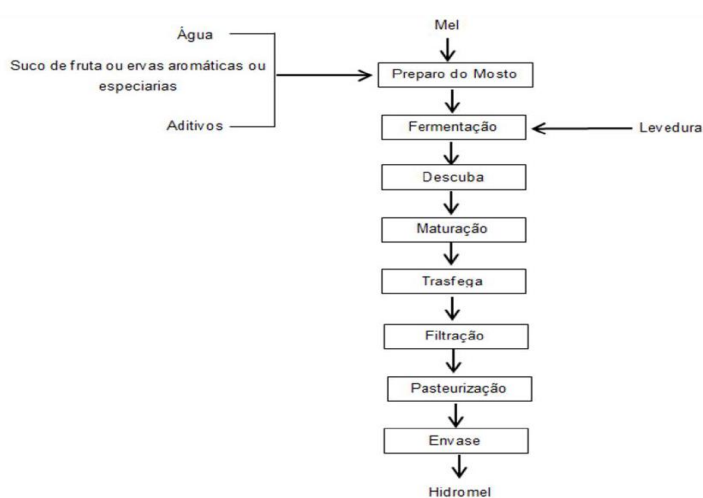 Mel
Água
Suco de fruta ou ervas aromáticas ou
especiarias
Aditivos
Preparo do Mosto
Fermentação
Levedura
Descuba
Maturação
Trasfega
Filtração
Pasteurização
Envase
Hidromel